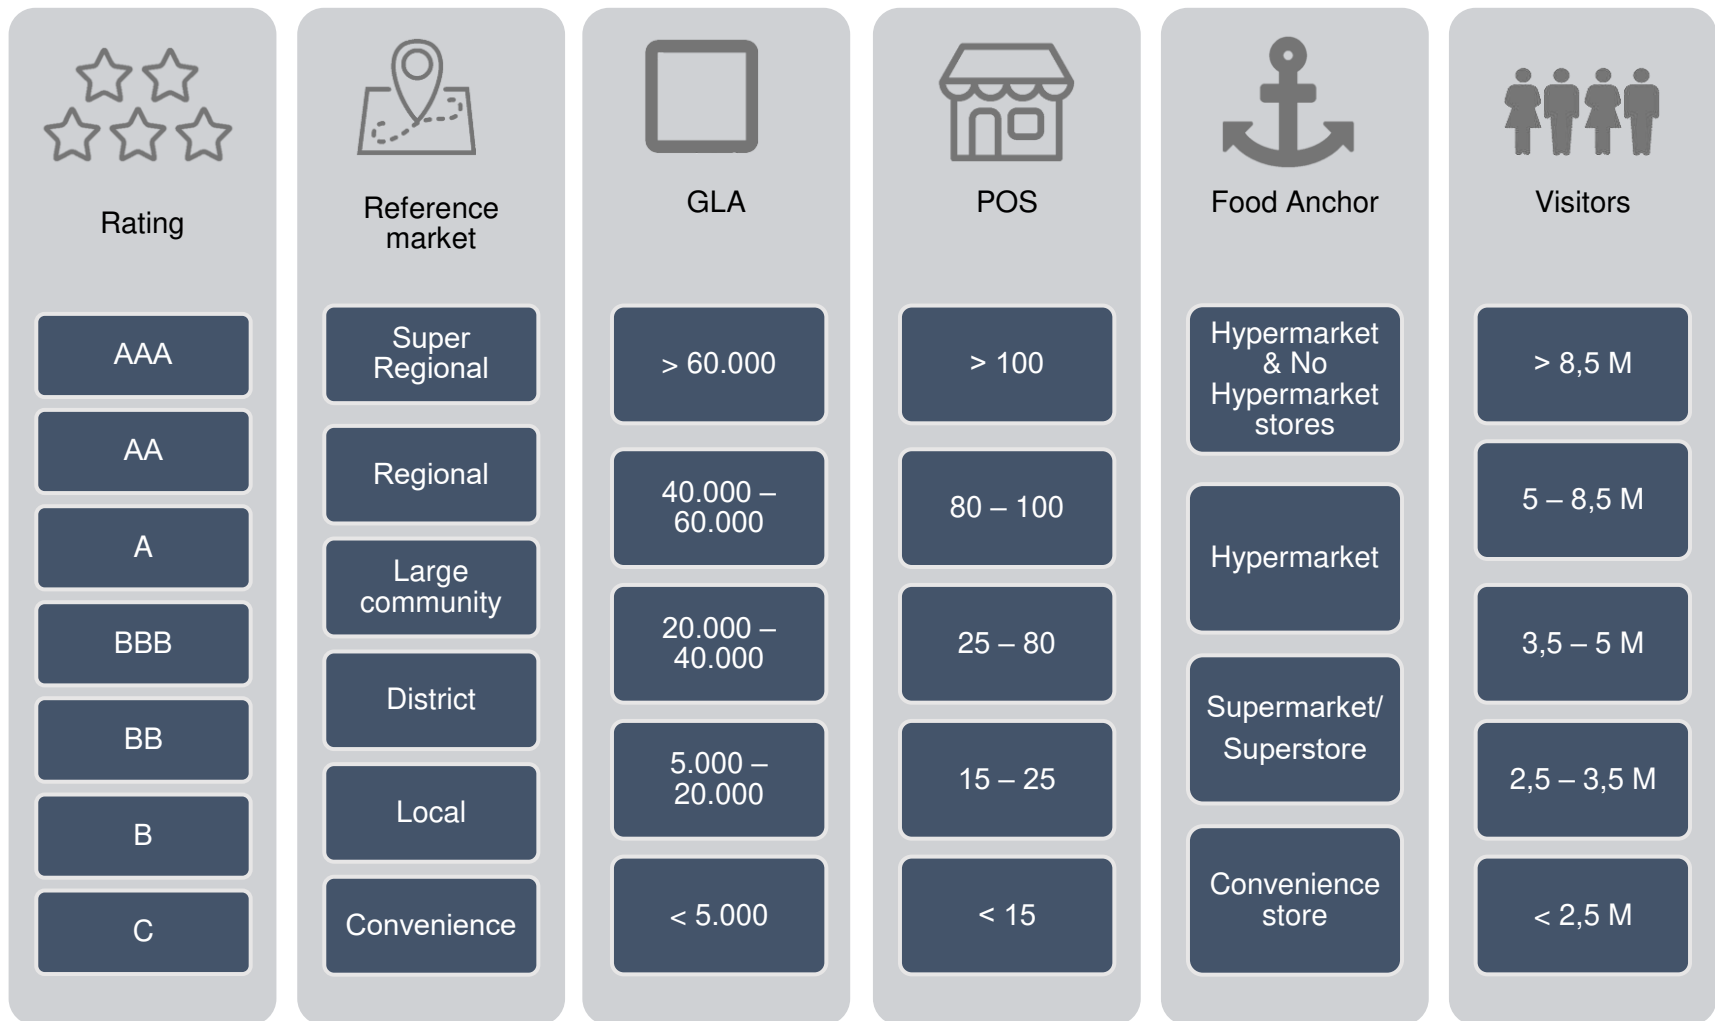 Rating
AAA
AA
A
BBB
BB
B
C
Reference
market
Super
Regional
Regional
Large
community
District
Local
Convenience
GLA
> 60.000
40.000 –
60.000
20.000 –
40.000
5.000 –
20.000
< 5.000
POS
> 100
80 – 100
25 – 80
15 – 25
< 15
Food Anchor
Hypermarket
& No
Hypermarket
stores
Hypermarket
Supermarket/
Superstore
Convenience
store
Visitors
> 8,5 M
5 – 8,5 M
3,5 – 5 M
2,5 – 3,5 M
< 2,5 M